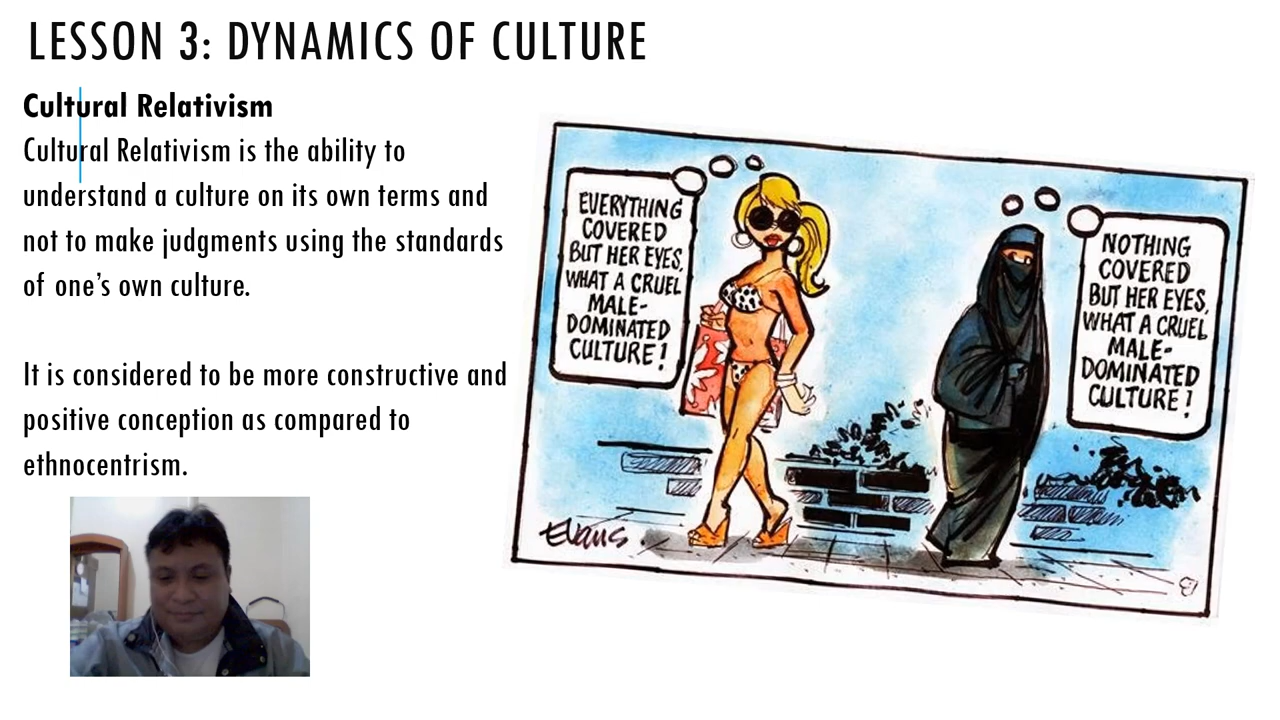 LESSON 3: DYNAMICS OF CULTURE
Cultural Relativism
Cultural Relativism is the ability to
understand a culture on its own terms and
not to make judgments using the standards
of one's own culture.
It is considered to be more constructive and
positive conception as compared to
ethnocentrism.
EVERYTHING
COVERED
BUT HER EYES,
WHAT A CRUEL
MALE-
DOMINATED
CULTURE!
NOTHING
COVERED
BUT HER EYES,
WHAT A CRUEL
MALE-
DOMINATED
CULTURE!
Evans